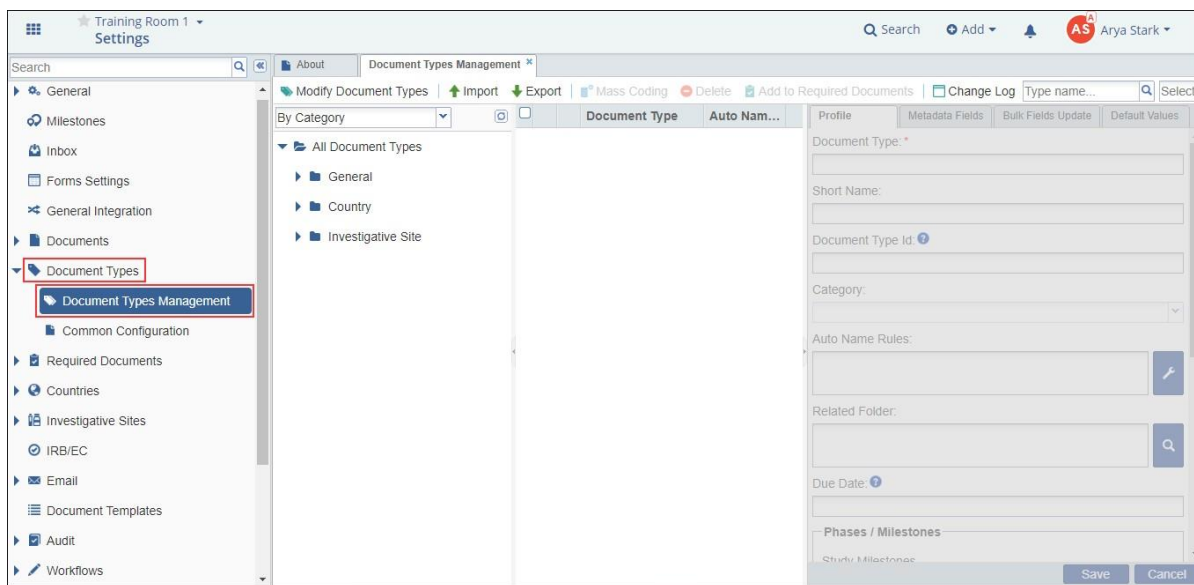 Training Room 1
Settings
Search
Add
A
AS
Arya Stark
Search
About
Document Types Management
General
Milestones
Inbox
Forms Settings
General Integration
Documents
Document Types
Document Types Management
Common Configuration
Required Documents
Countries
Investigative Sites
IRB/EC
Email
Document Templates
Audit
Workflows
Modify Document Types
Import
Export
Mass Coding
Delete
Add to Required Documents
Change Log
Type name...
Select
By Category
All Document Types
General
Country
Investigative Site
Document Type
Auto Nam...
Profile
Metadata Fields
Bulk Fields Update
Default Values
Document Type: *
Short Name:
Document Type Id:
Category:
Auto Name Rules:
Related Folder:
Due Date:
Phases / Milestones
Study Milestones
Save
Cancel